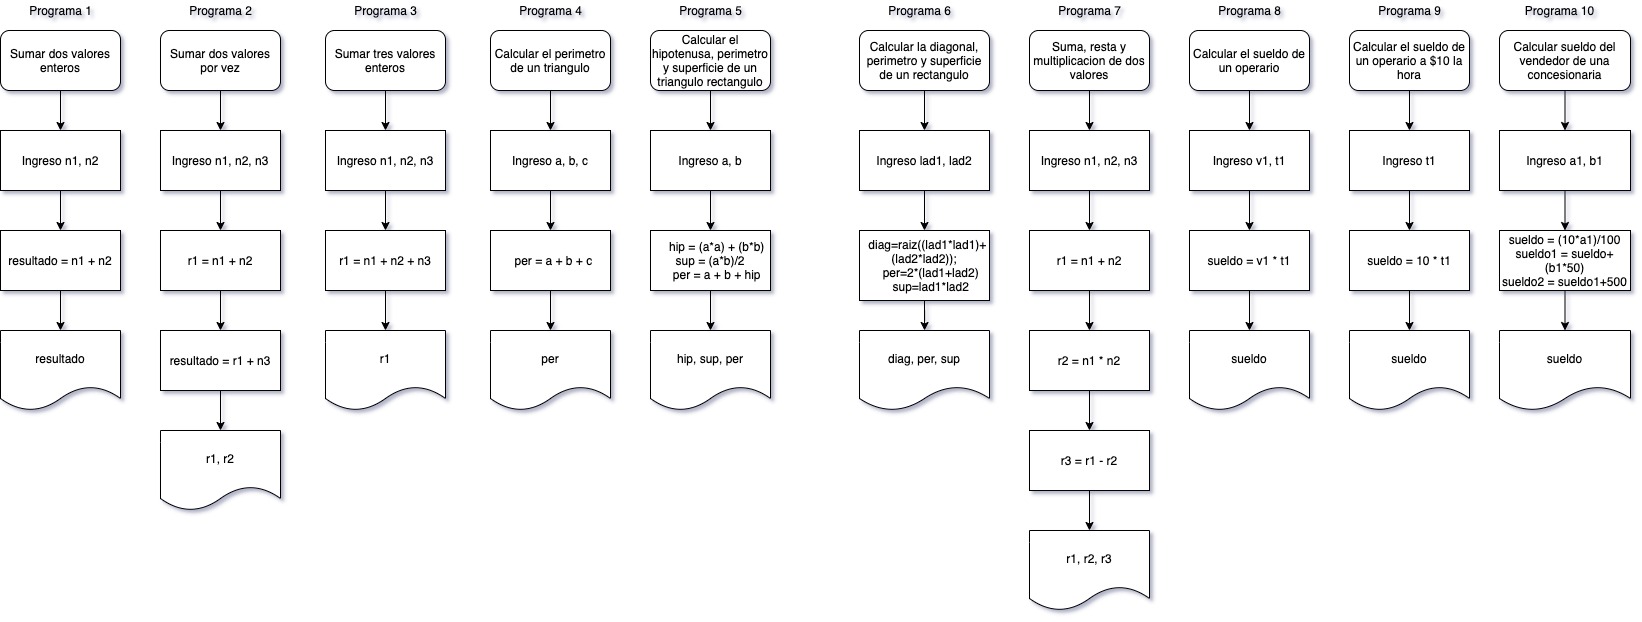 Programa 1
Sumar dos valores
enteros
Ingreso n1, n2
resultado = n1 + n2
resultado
Programa 2
Sumar dos valores
por vez
Ingreso n1, n2, n3
r1 = n1 + n2
resultado = r1 + n3
r1, r2
Programa 3
Sumar tres valores
enteros
Ingreso n1, n2, n3
r1 = n1 + n2 + n3
r1
Programa 4
Calcular el perimetro
de un triangulo
Ingreso a, b, c
per = a + b + c
per
Programa 5
Calcular el
hipotenusa, perimetro
y superficie de un
triangulo rectangulo
Ingreso a, b
hip = (a*a) + (b*b)
sup = (a*b)/2
per = a + b + hip
hip, sup, per
Programa 6
Calcular la diagonal,
perimetro y superficie
de un rectangulo
Ingreso lad1, lad2
diag=raiz((lad1*lad1)+
(lad2*lad2));
per=2*(lad1+lad2)
sup=lad1*lad2
diag, per, sup
Programa 7
Suma, resta y
multiplicacion de dos
valores
Ingreso n1, n2, n3
r1 = n1 + n2
r2 = n1 * n2
r3 = r1 - r2
r1, r2, r3
Programa 8
Calcular el sueldo de
un operario
Ingreso v1, t1
sueldo = v1 * t1
sueldo
Programa 9
Calcular el sueldo de
un operario a $10 la
hora
Ingreso t1
sueldo = 10 * t1
sueldo
Programa 10
Calcular sueldo del
vendedor de una
concesionaria
Ingreso a1, b1
sueldo = (10*a1)/100
sueldo1 = sueldo+
(b1*50)
sueldo2 = sueldo1+500
sueldo